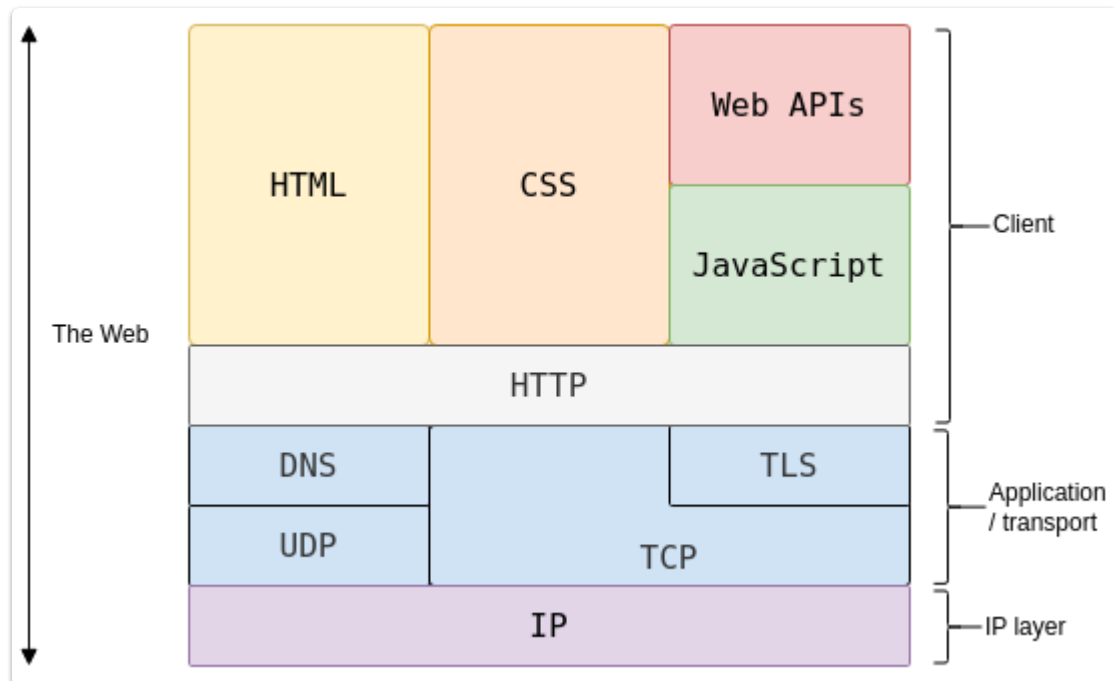 Web APIs
HTML
CSS
Client
JavaScript
The Web
HTTP
DNS
TLS
Application
/ transport
UDP
TCP
IP
IP layer